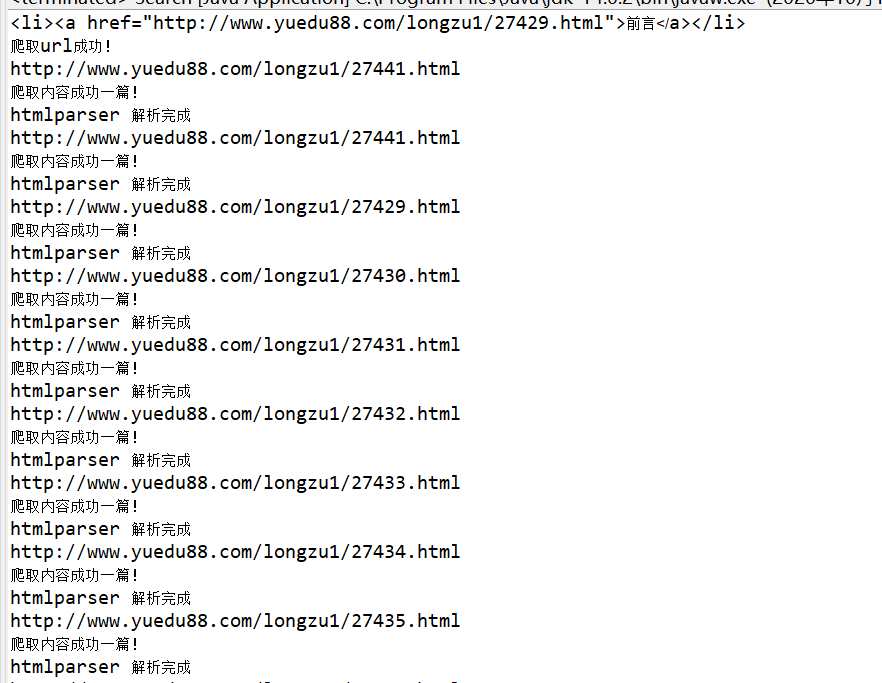 <li><a href="http://www.yuedu88.com/longzu1/27429.html">前言</a></li>
爬取url成功!
http://www.yuedu88.com/longzu1/27441.html
爬取内容成功一篇!
htmlparser 解析完成
http://www.yuedu88.com/longzu1/27441.html
爬取内容成功一篇!
htmlparser 解析完成
http://www.yuedu88.com/longzu1/27429.html
爬取内容成功一篇!
htmlparser 解析完成
http://www.yuedu88.com/longzu1/27430.html
爬取内容成功一篇!
htmlparser 解析完成
http://www.yuedu88.com/longzu1/27431.html
爬取内容成功一篇!
htmlparser 解析完成
http://www.yuedu88.com/longzu1/27432.html
爬取内容成功一篇!
htmlparser 解析完成
http://www.yuedu88.com/longzu1/27433.html
爬取内容成功一篇!
htmlparser 解析完成
http://www.yuedu88.com/longzu1/27434.html
爬取内容成功一篇!
htmlparser 解析完成
http://www.yuedu88.com/longzu1/27435.html
爬取内容成功一篇!
htmlparser 解析完成